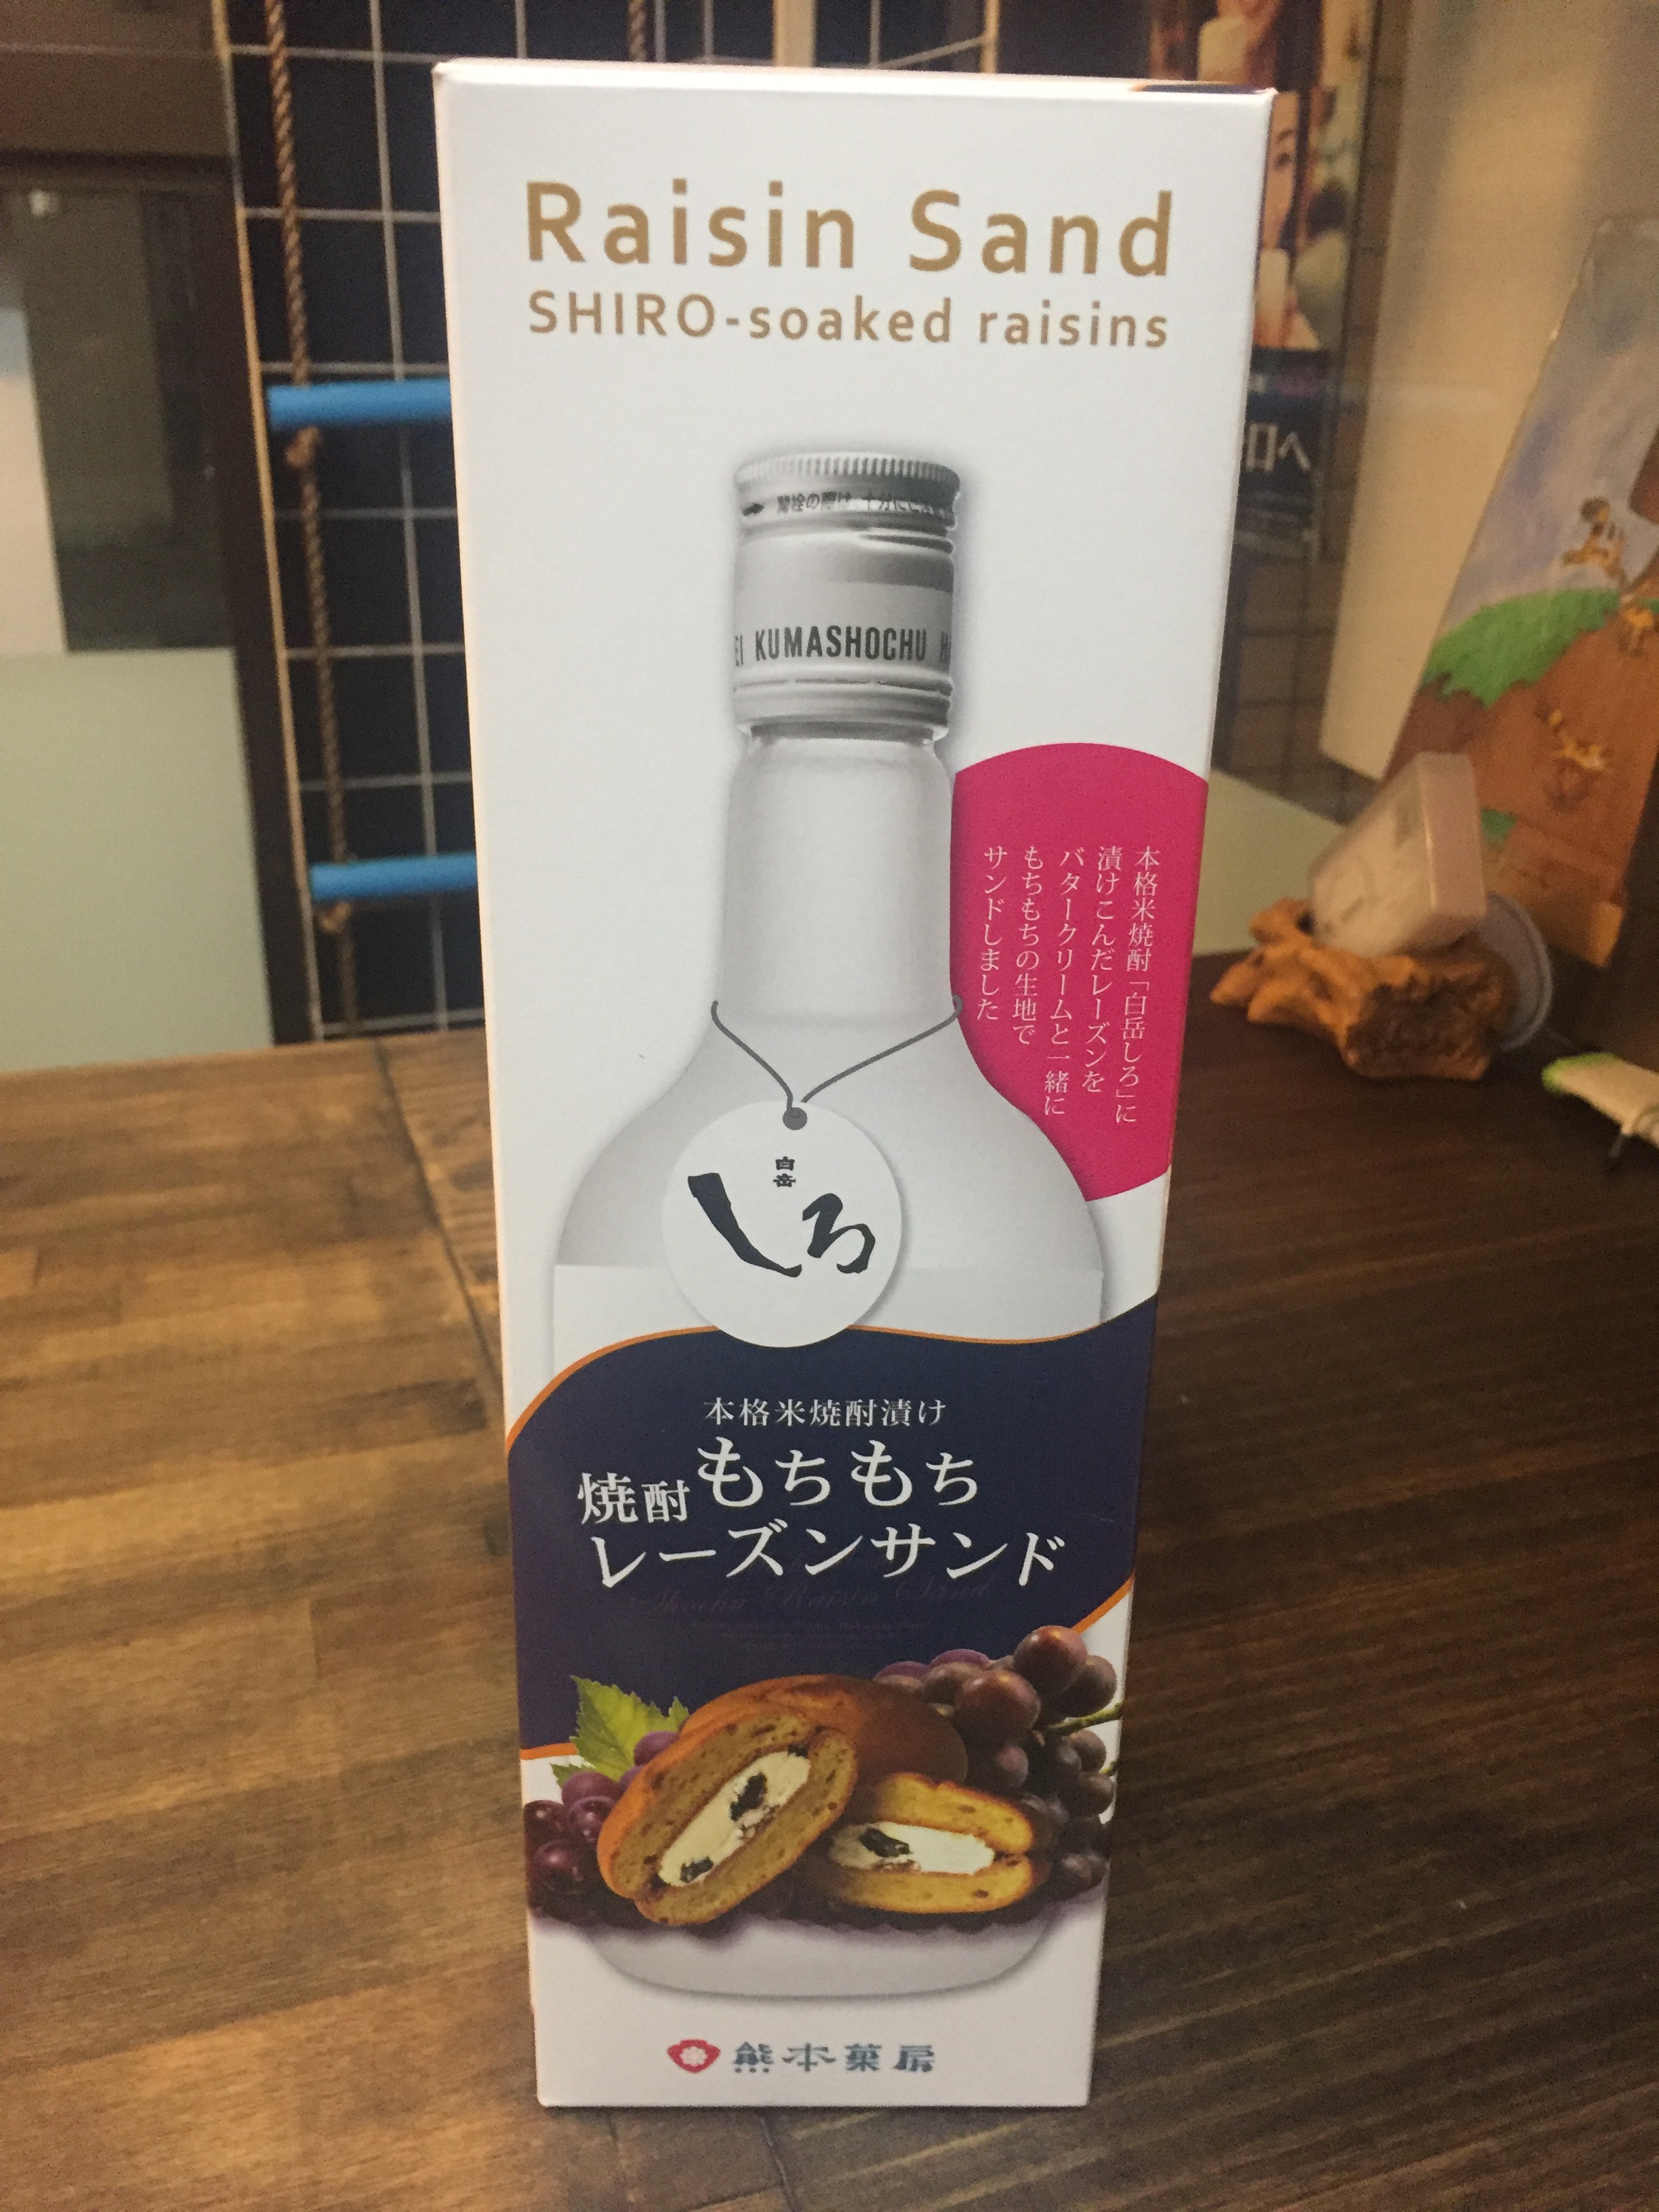 Raisin Sand
SHIRO-soaked raisins
KUMASHOCHU
本格米焼酎「白岳しろ」に
漬けこんだレーズンを
バタークリームと一緒に
もちもちの生地で
サンドしました
白岳
しろ
本格米焼酎漬け
焼酎もちもち
レーズンサンド
Shochu Raisin Sand
熊本菓房